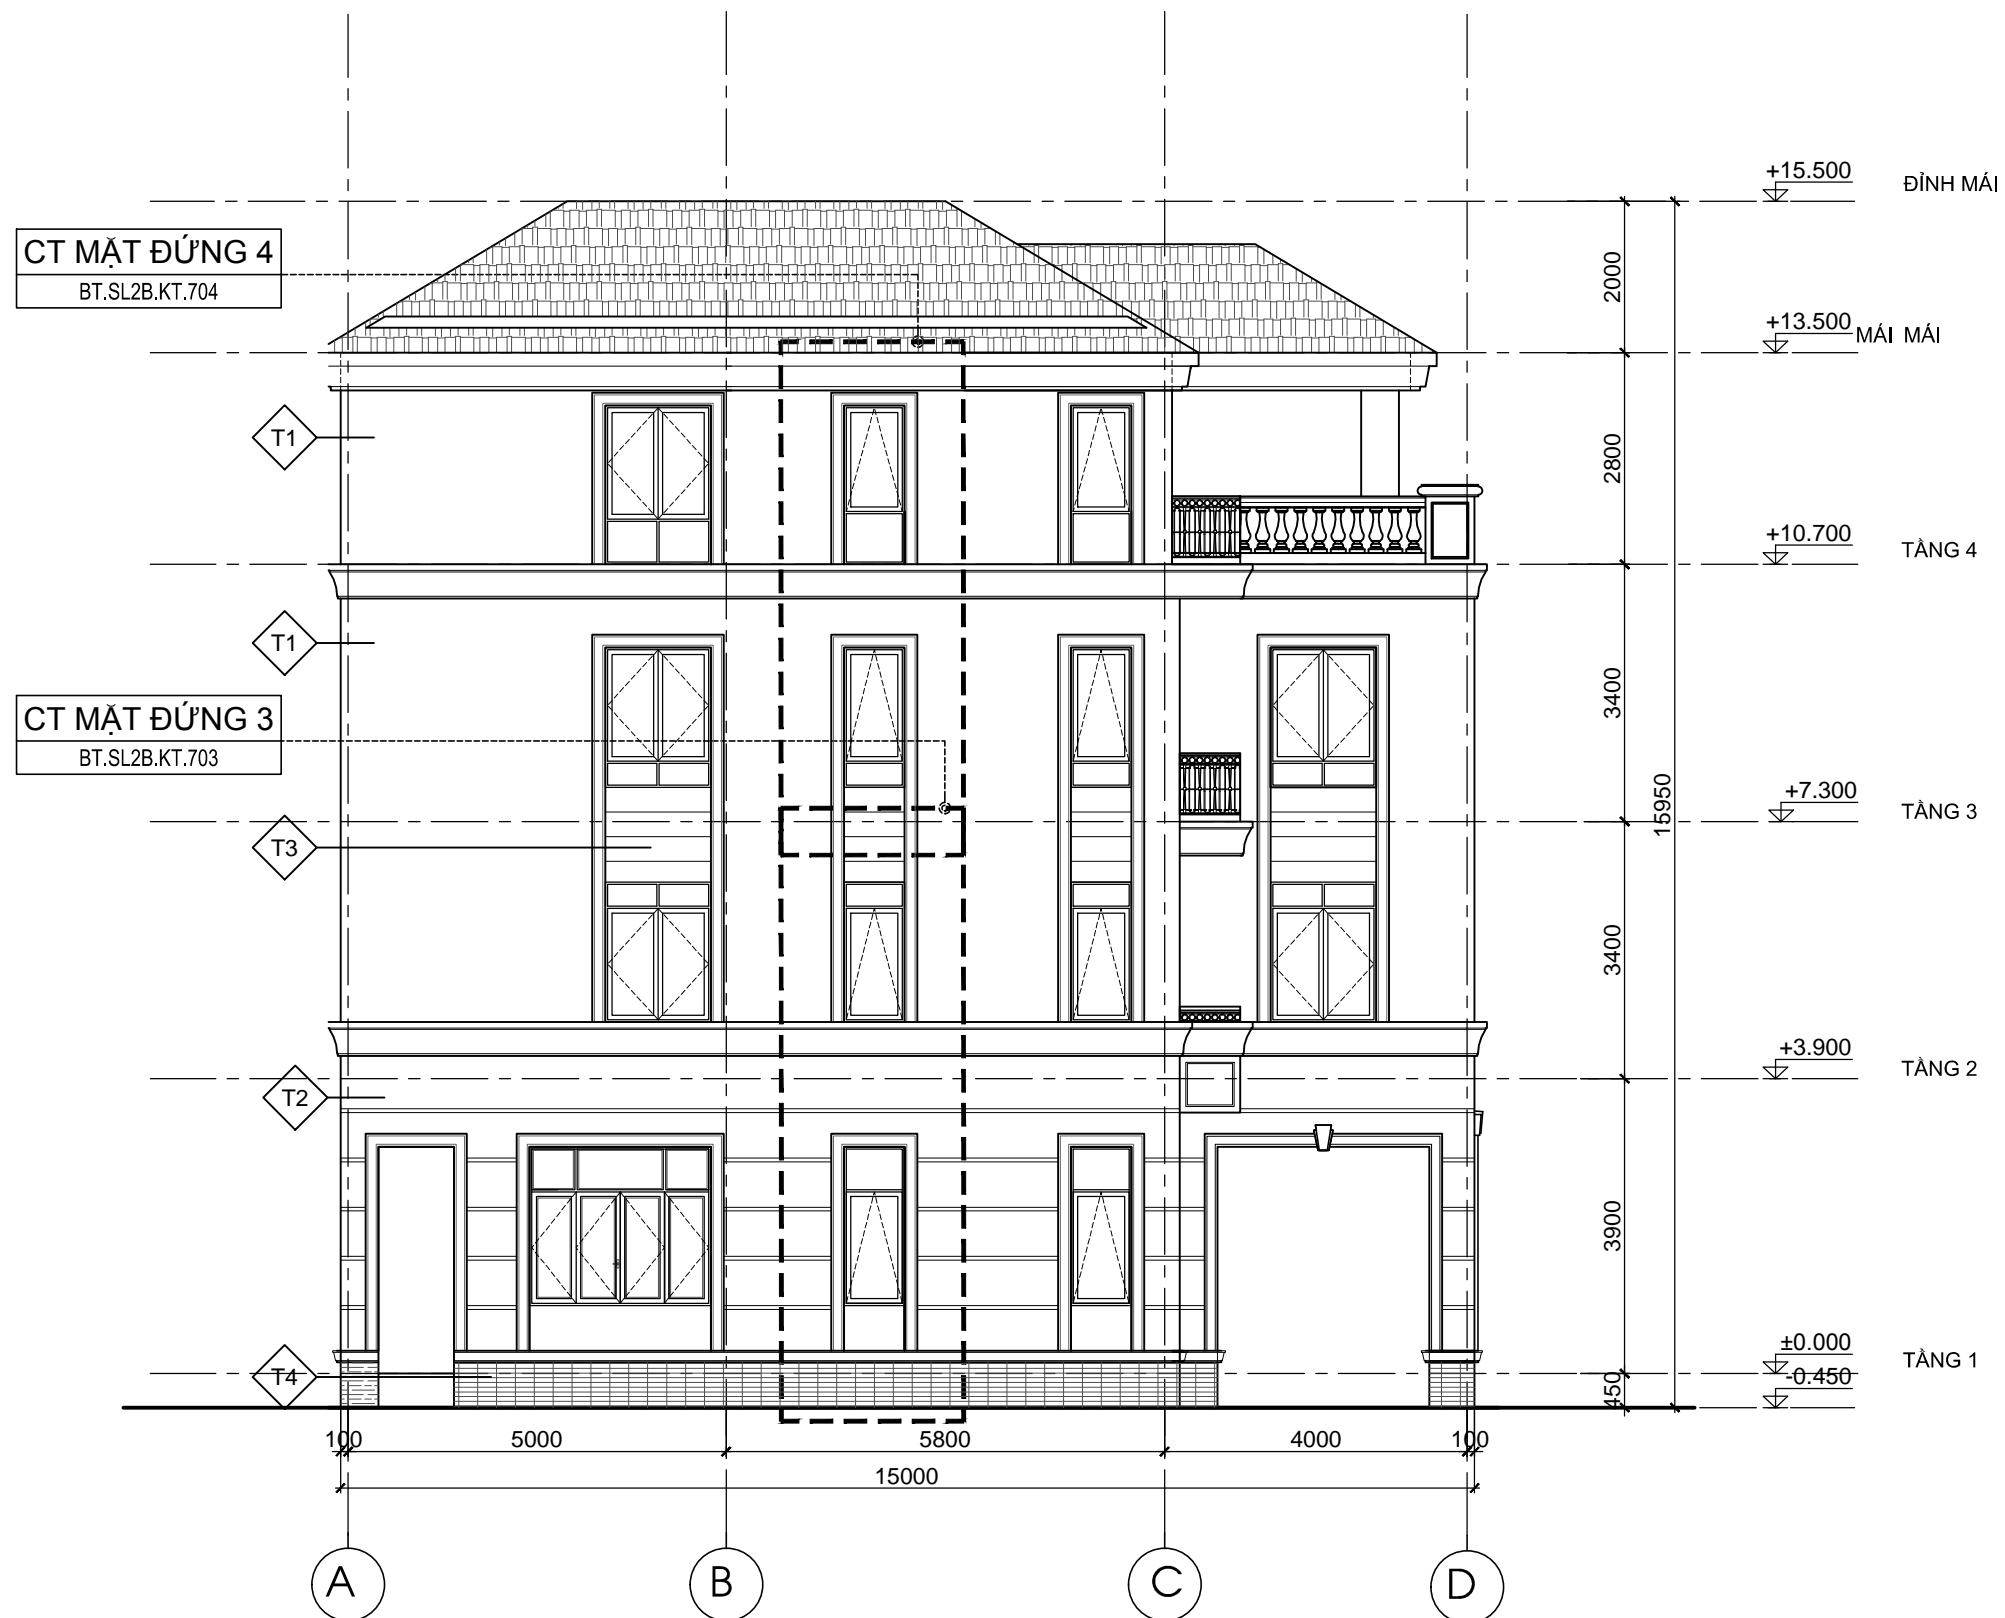 +15.500
ĐỈNH MÁI
CT MẶT ĐỨNG 4
BT.SL2B.KT.704
2000
+13.500
MÁI MÁI
T1
2800
+10.700
TẦNG 4
T1
3400
CT MẶT ĐỨNG 3
BT.SL2B.KT.703
15950
+7.300
TẦNG 3
T3
3400
+3.900
TẦNG 2
T2
3900
±0.000
TẦNG 1
T4
-0.450
450
100 5000 5800 4000 100
15000
A B C D